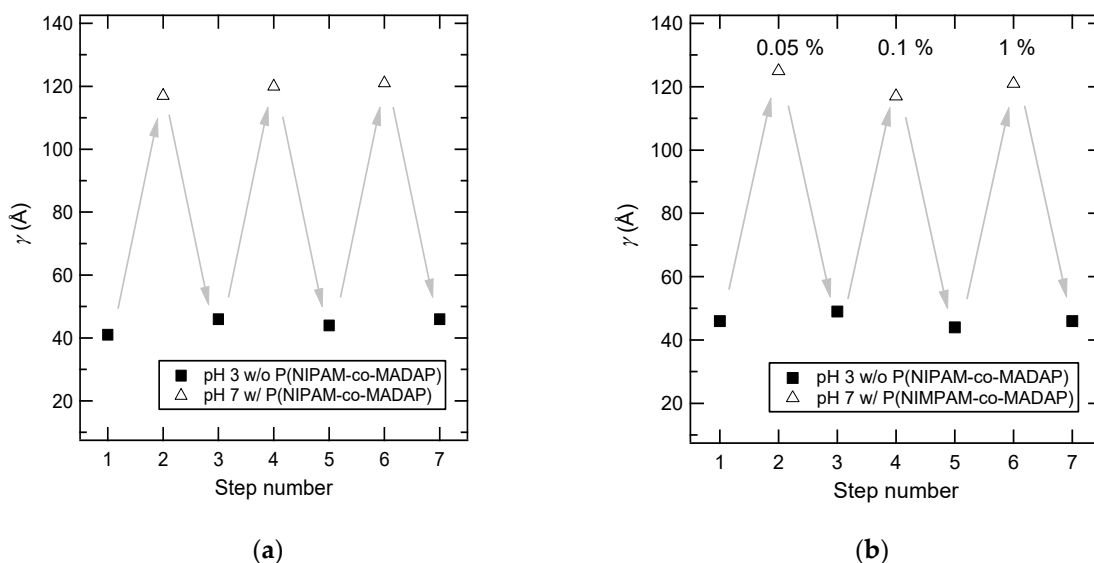 140
120
100
80
60
40
20
γ (Å)
pH 3 w/o P(NIPAM-co-MADAP)
pH 7 w/ P(NIPAM-co-MADAP)
1 2 3 4 5 6 7
Step number
(a)
140
120
100
80
60
40
20
γ (Å)
0.05 % 0.1 % 1 %
pH 3 w/o P(NIPAM-co-MADAP)
pH 7 w/ P(NIMPAM-co-MADAP)
1 2 3 4 5 6 7
Step number
(b)